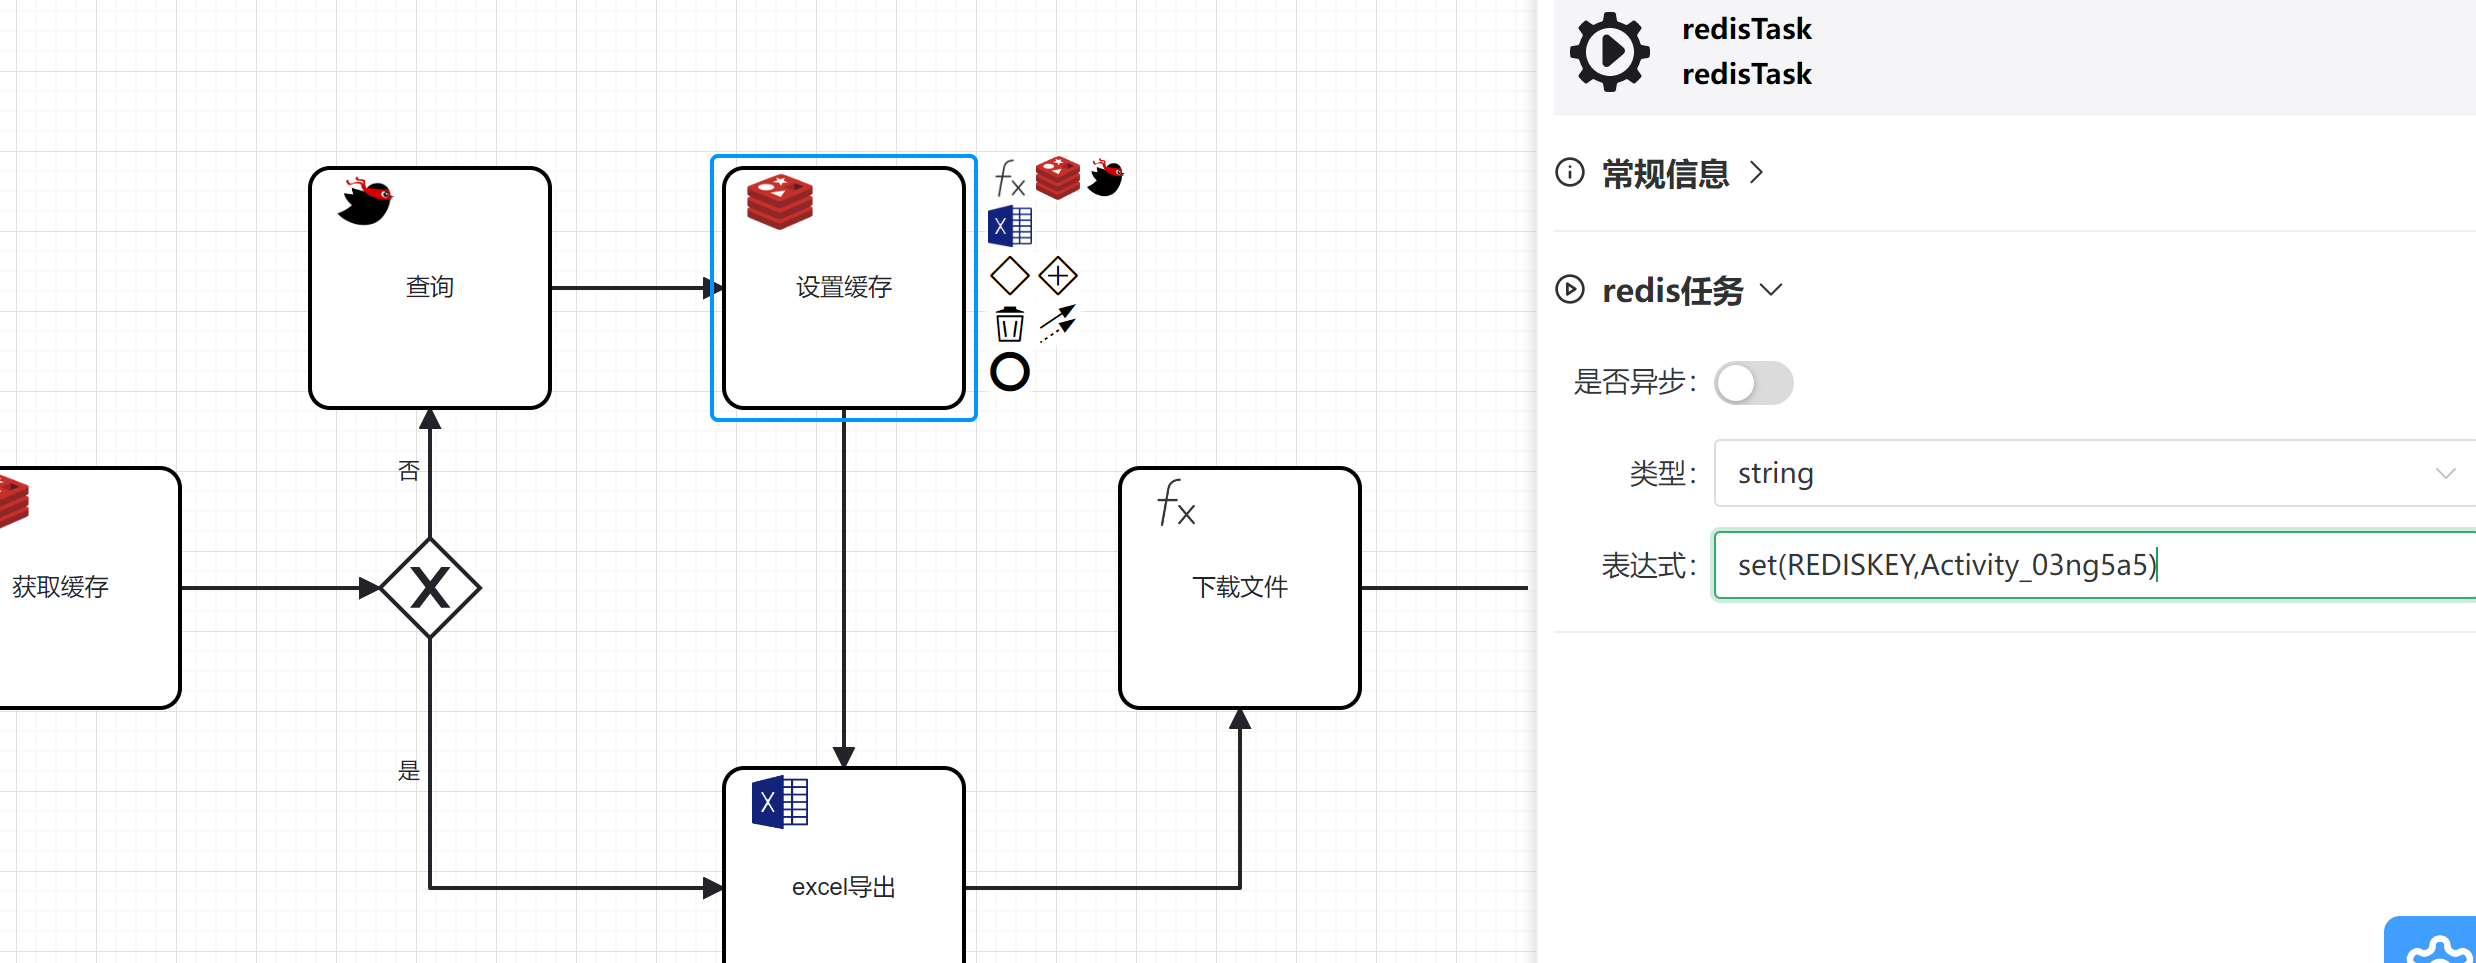 查询
设置缓存
否
获取缓存
X
下载文件
是
X
excel导出
fx
fx
X
redisTask
redisTask
常规信息
redis任务
是否异步：
类型： string
表达式： set(REDISKEY,Activity_03ng5a5)